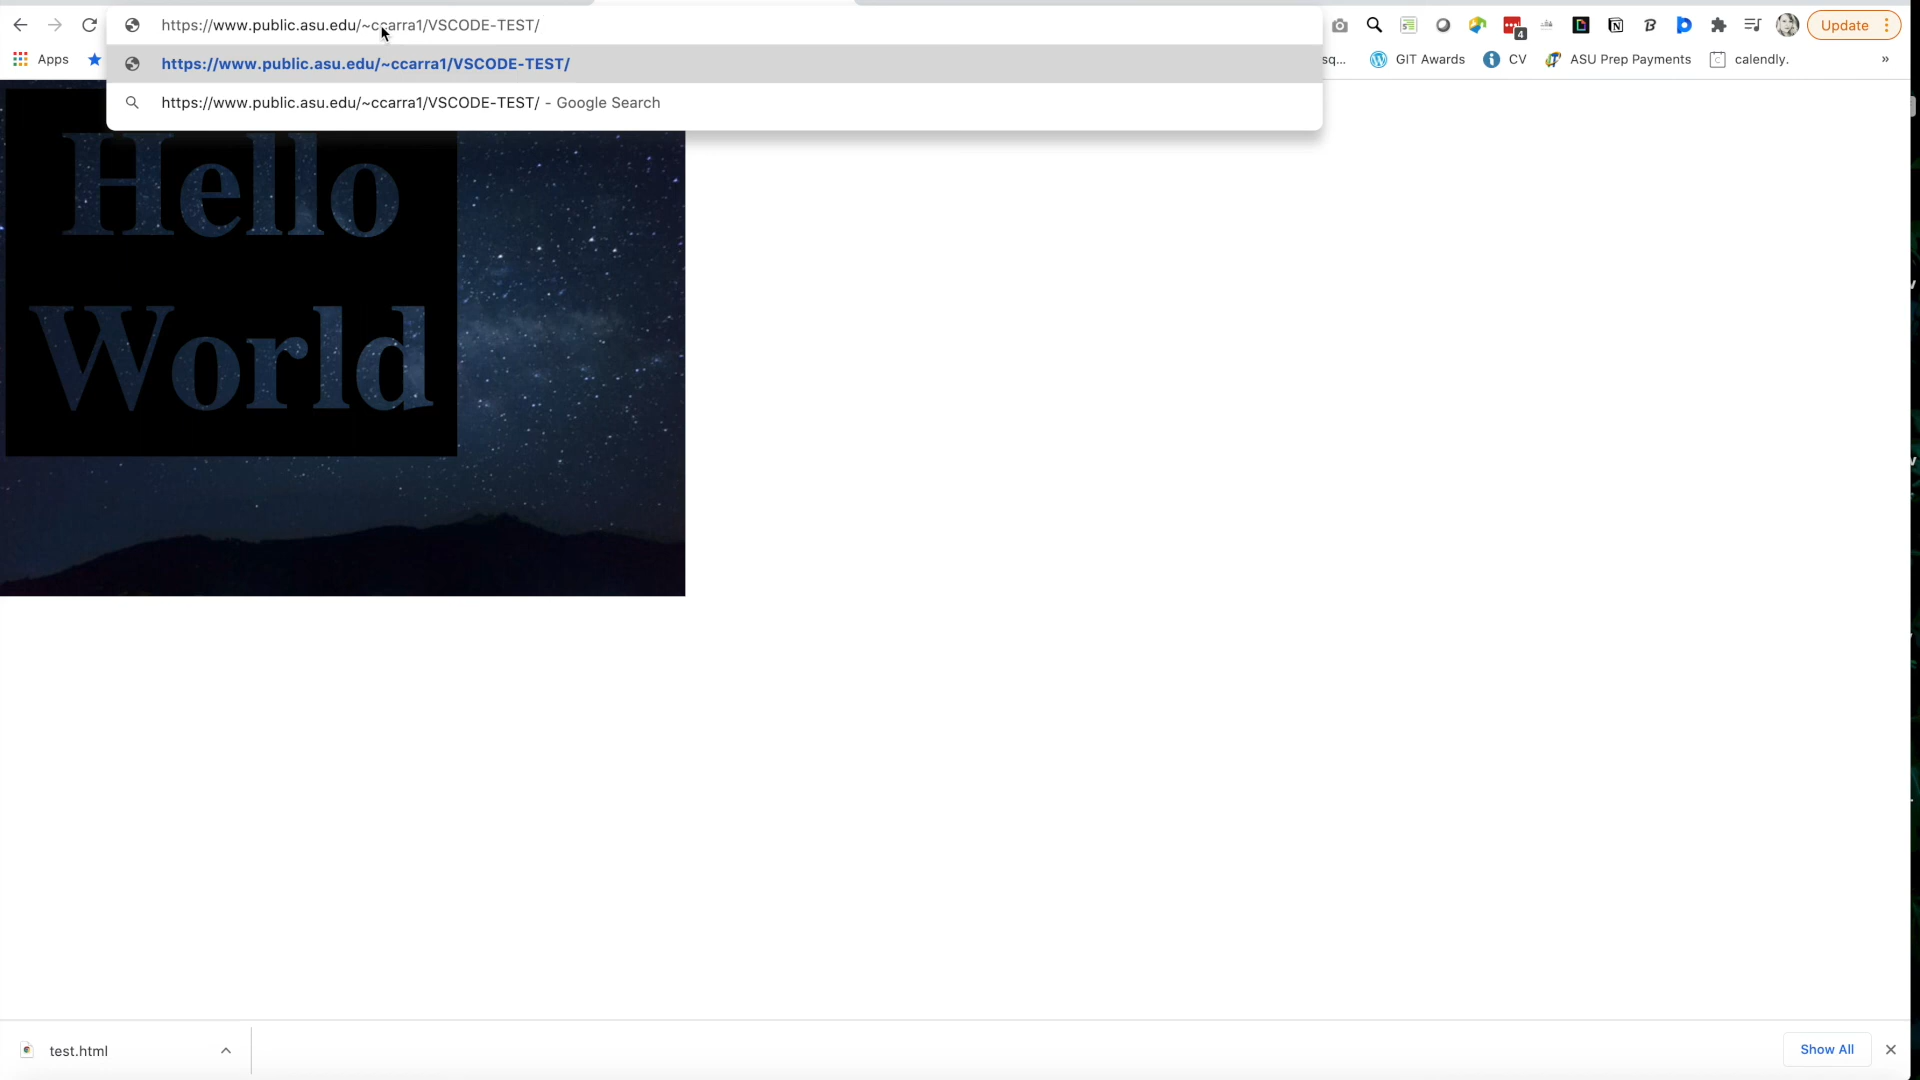 https://www.public.asu.edu/~ccarra1/VSCODE-TEST/
Update
https://www.public.asu.edu/~ccarra1/VSCODE-TEST/
https://www.public.asu.edu/~ccarra1/VSCODE-TEST/ - Google Search
4
Apps
sq...
GIT Awards
CV
ASU Prep Payments
calendly.
»
Hello
World
test.html
Show All